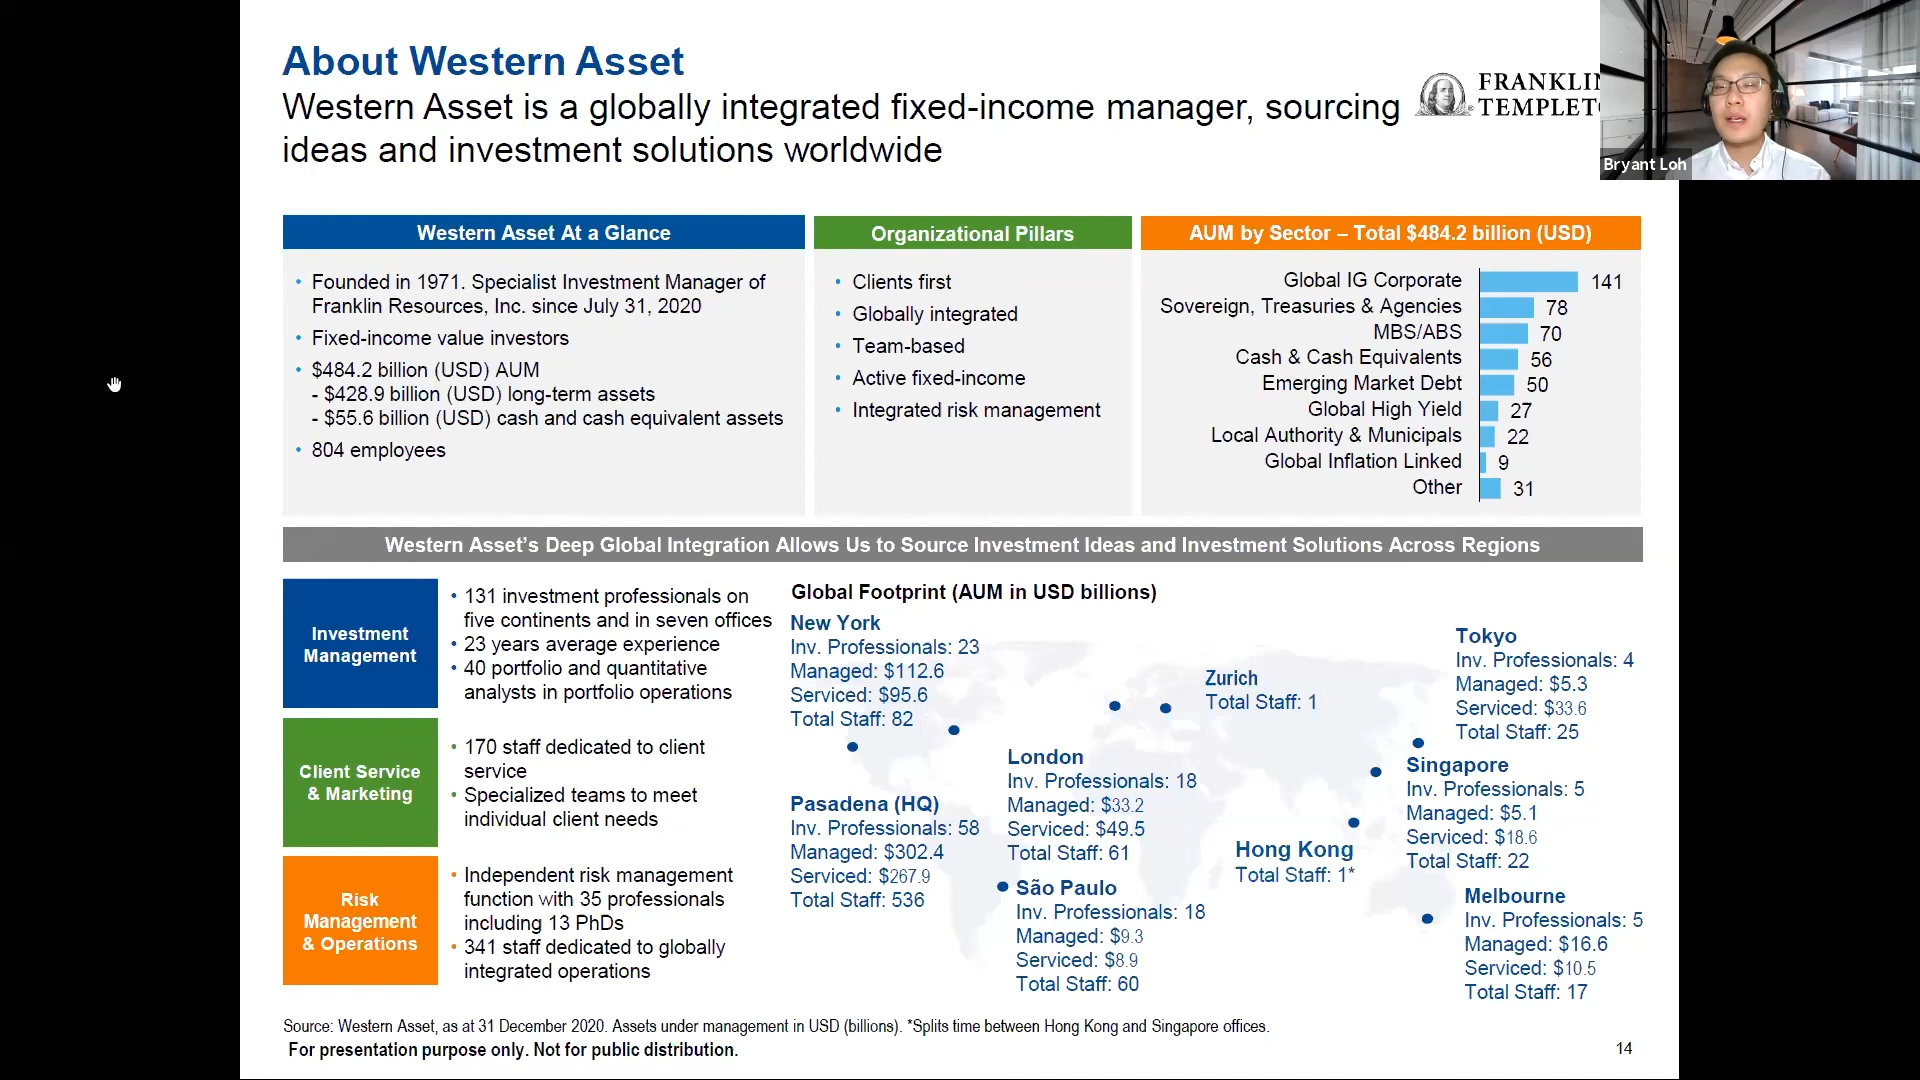 About Western Asset
Western Asset is a globally integrated fixed-income manager, sourcing
ideas and investment solutions worldwide
FRANKLIN
TEMPLET
Bryant Loh
Western Asset At a Glance
• Founded in 1971. Specialist Investment Manager of
Franklin Resources, Inc. since July 31, 2020
• Fixed-income value investors
• $484.2 billion (USD) AUM
- $428.9 billion (USD) long-term assets
- $55.6 billion (USD) cash and cash equivalent assets
• 804 employees
Organizational Pillars
• Clients first
• Globally integrated
• Team-based
• Active fixed-income
• Integrated risk management
AUM by Sector – Total $484.2 billion (USD)
Global IG Corporate 141
Sovereign, Treasuries & Agencies 78
MBS/ABS 70
Cash & Cash Equivalents 56
Emerging Market Debt 50
Global High Yield 27
Local Authority & Municipals 22
Global Inflation Linked 9
Other 31
Western Asset’s Deep Global Integration Allows Us to Source Investment Ideas and Investment Solutions Across Regions
Investment
Management
• 131 investment professionals on
five continents and in seven offices
• 23 years average experience
• 40 portfolio and quantitative
analysts in portfolio operations
Client Service
& Marketing
• 170 staff dedicated to client
service
• Specialized teams to meet
individual client needs
Risk
Management
& Operations
• Independent risk management
function with 35 professionals
including 13 PhDs
• 341 staff dedicated to globally
integrated operations
Global Footprint (AUM in USD billions)
New York
Inv. Professionals: 23
Managed: $112.6
Serviced: $95.6
Total Staff: 82
Pasadena (HQ)
Inv. Professionals: 58
Managed: $302.4
Serviced: $267.9
Total Staff: 536
London
Inv. Professionals: 18
Managed: $33.2
Serviced: $49.5
Total Staff: 61
São Paulo
Inv. Professionals: 18
Managed: $9.3
Serviced: $8.9
Total Staff: 60
Zurich
Total Staff: 1
Hong Kong
Total Staff: 1*
Tokyo
Inv. Professionals: 4
Managed: $5.3
Serviced: $33.6
Total Staff: 25
Singapore
Inv. Professionals: 5
Managed: $5.1
Serviced: $18.6
Total Staff: 22
Melbourne
Inv. Professionals: 5
Managed: $16.6
Serviced: $10.5
Total Staff: 17
Source: Western Asset, as at 31 December 2020. Assets under management in USD (billions). *Splits time between Hong Kong and Singapore offices.
For presentation purpose only. Not for public distribution.
14